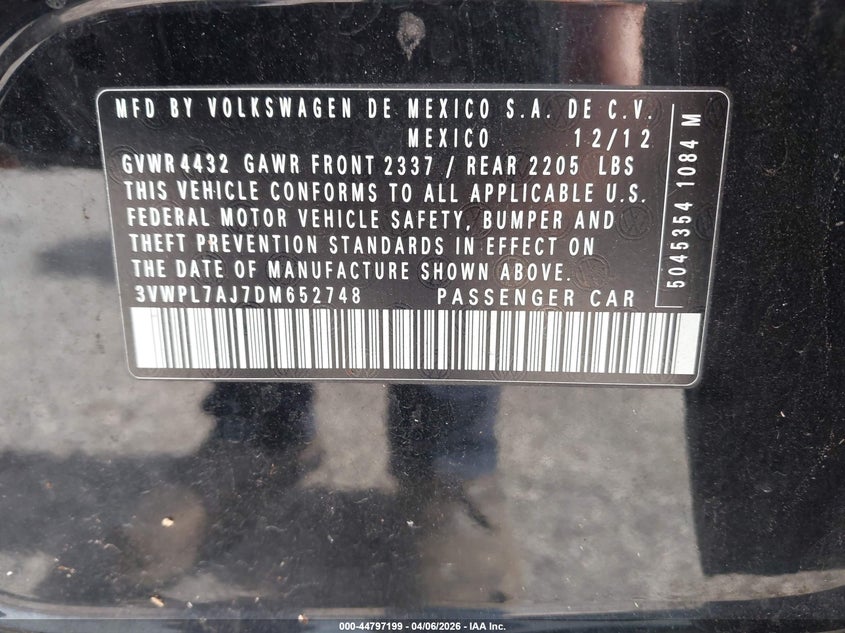 MFD BY VOLKSWAGEN DE MEXICO S.A. DE C.V.
MEXICO 12/12
GVWR 4432 GAWR FRONT 2337 / REAR 2205 LBS
THIS VEHICLE CONFORMS TO ALL APPLICABLE U.S.
FEDERAL MOTOR VEHICLE SAFETY, BUMPER AND
THEFT PREVENTION STANDARDS IN EFFECT ON
THE DATE OF MANUFACTURE SHOWN ABOVE.
3VWPL7AJ7DM652748 PASSENGER CAR
5045354 1084 M
000-44797199 - 04/06/2026 - IAA Inc.